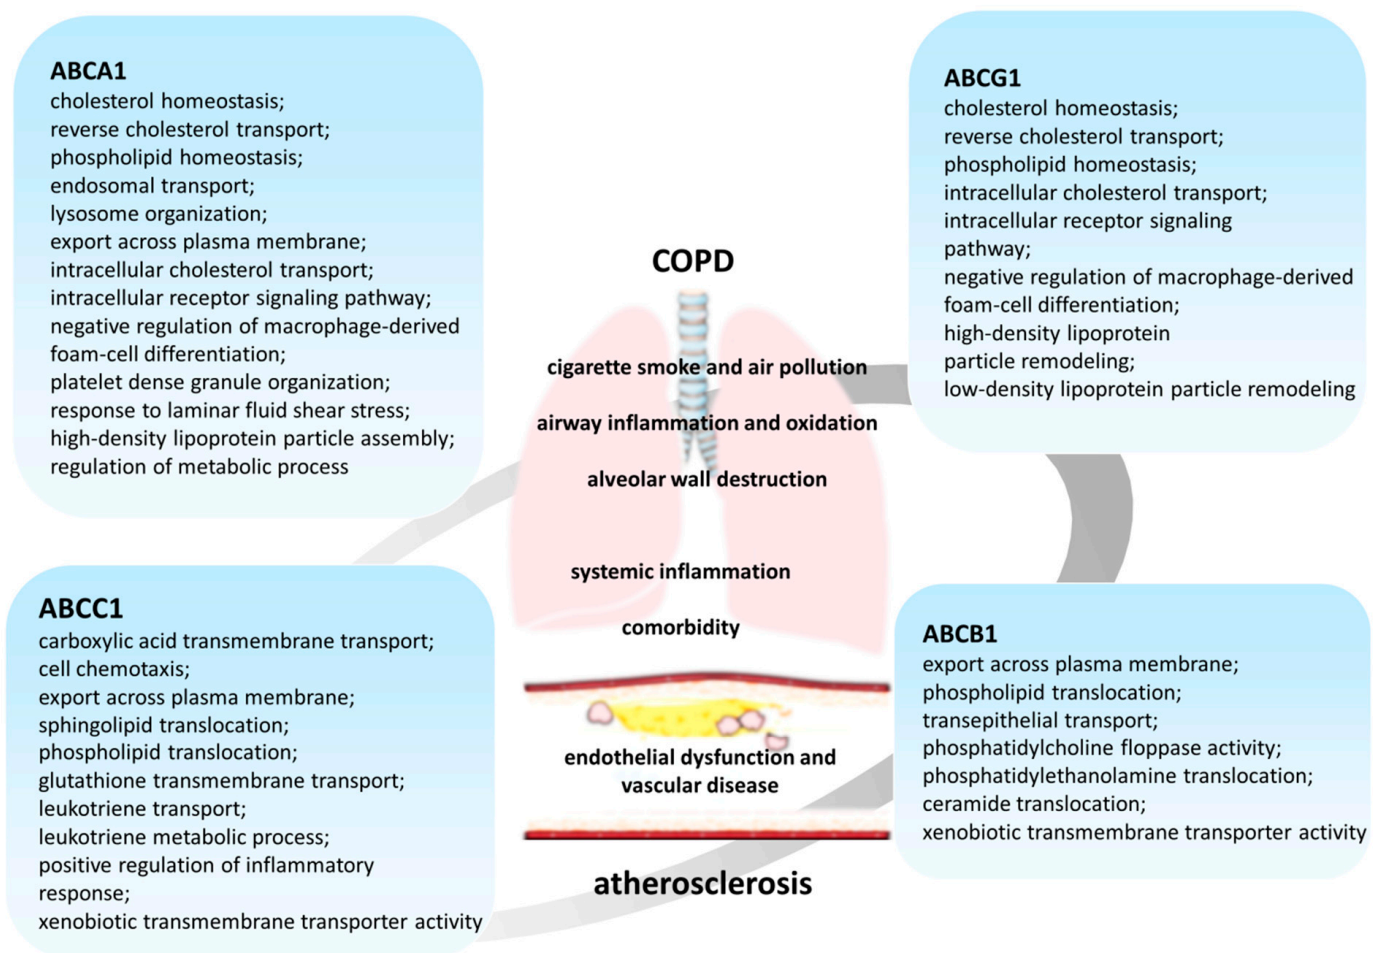 ABCA1
cholesterol homeostasis;
reverse cholesterol transport;
phospholipid homeostasis;
endosomal transport;
lysosome organization;
export across plasma membrane;
intracellular cholesterol transport;
intracellular receptor signaling pathway;
negative regulation of macrophage-derived
foam-cell differentiation;
platelet dense granule organization;
response to laminar fluid shear stress;
high-density lipoprotein particle assembly;
regulation of metabolic process
ABCG1
cholesterol homeostasis;
reverse cholesterol transport;
phospholipid homeostasis;
intracellular cholesterol transport;
intracellular receptor signaling
pathway;
negative regulation of macrophage-derived
foam-cell differentiation;
high-density lipoprotein
particle remodeling;
low-density lipoprotein particle remodeling
COPD
cigarette smoke and air pollution
airway inflammation and oxidation
alveolar wall destruction
systemic inflammation
comorbidity
endothelial dysfunction and
vascular disease
atherosclerosis
ABCC1
carboxylic acid transmembrane transport;
cell chemotaxis;
export across plasma membrane;
sphingolipid translocation;
phospholipid translocation;
glutathione transmembrane transport;
leukotriene transport;
leukotriene metabolic process;
positive regulation of inflammatory
response;
xenobiotic transmembrane transporter activity
ABCB1
export across plasma membrane;
phospholipid translocation;
transepithelial transport;
phosphatidylcholine floppase activity;
phosphatidylethanolamine translocation;
ceramide translocation;
xenobiotic transmembrane transporter activity